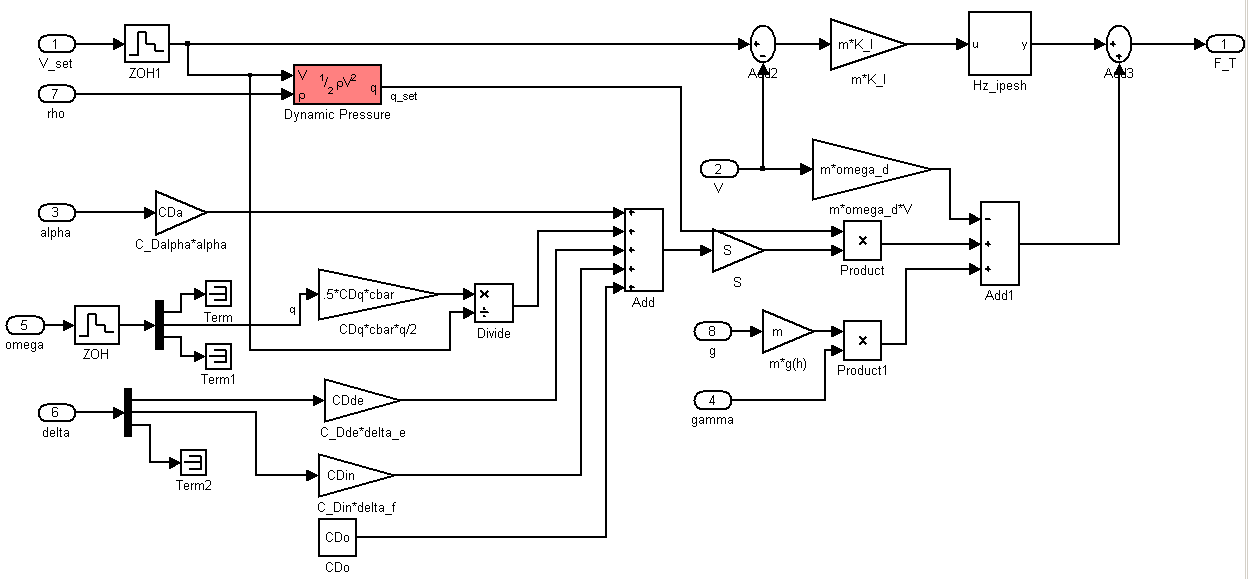 1
V_set
ZOH1
7
rho
V
ρ
1/2 ρV²
q
Dynamic Pressure
q_set
Add2
m*K_I
m*K_I
u
y
Hz_ipesh
Add3
1
F_T
2
V
m*omega_d
m*omega_d*V
3
alpha
CDa
C_Dalpha*alpha
Add
S
S
×
Product
Add1
5
omega
ZOH
Term
Term1
q
.5*CDq*cbar
CDq*cbar*q/2
×
÷
Divide
8
g
m
m*g(h)
×
Product1
4
gamma
6
delta
Term2
CDde
C_Dde*delta_e
CDin
C_Din*delta_f
CDo
CDo